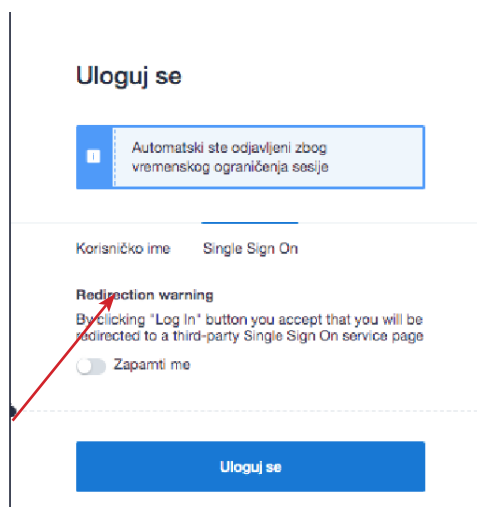 Uloguj se
Automatski ste odjavljeni zbog
vremenskog ograničenja sesije
Korisničko ime Single Sign On
Redirection warning
By clicking "Log In" button you accept that you will be
redirected to a third-party Single Sign On service page
Zapamti me
Uloguj se